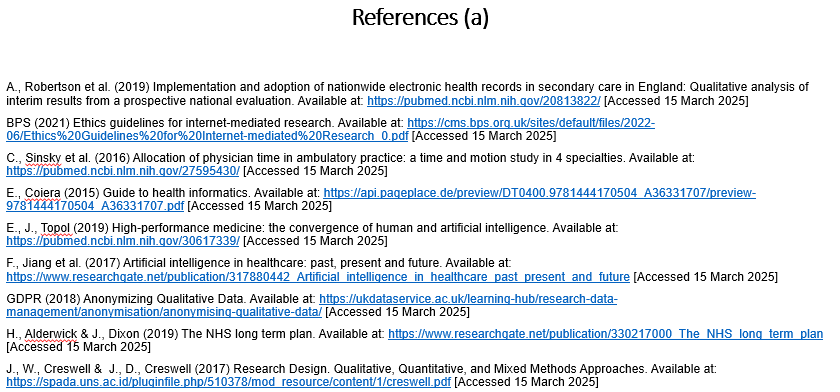 References (a)
A., Robertson et al. (2019) Implementation and adoption of nationwide electronic health records in secondary care in England: Qualitative analysis of
interim results from a prospective national evaluation. Available at: https://pubmed.ncbi.nlm.nih.gov/20813822/ [Accessed 15 March 2025]
BPS (2021) Ethics guidelines for internet-mediated research. Available at: https://cms.bps.org.uk/sites/default/files/2022-
06/Ethics%20Guidelines%20for%20Internet-mediated%20Research_0.pdf [Accessed 15 March 2025]
C., Sinsky et al. (2016) Allocation of physician time in ambulatory practice: a time and motion study in 4 specialties. Available at:
https://pubmed.ncbi.nlm.nih.gov/27595430/ [Accessed 15 March 2025]
E., Coiera (2015) Guide to health informatics. Available at: https://api.pageplace.de/preview/DT0400.9781444170504_A36331707/preview-
9781444170504_A36331707.pdf [Accessed 15 March 2025]
E., J., Topol (2019) High-performance medicine: the convergence of human and artificial intelligence. Available at:
https://pubmed.ncbi.nlm.nih.gov/30617339/ [Accessed 15 March 2025]
F., Jiang et al. (2017) Artificial intelligence in healthcare: past, present and future. Available at:
https://www.researchgate.net/publication/317880442_Artificial_intelligence_in_healthcare_past_present_and_future [Accessed 15 March 2025]
GDPR (2018) Anonymizing Qualitative Data. Available at: https://ukdataservice.ac.uk/learning-hub/research-data-
management/anonymisation/anonymising-qualitative-data/ [Accessed 15 March 2025]
H., Alderwick & J., Dixon (2019) The NHS long term plan. Available at: https://www.researchgate.net/publication/330217000_The_NHS_long_term_plan
[Accessed 15 March 2025]
J., W., Creswell & J., D., Creswell (2017) Research Design. Qualitative, Quantitative, and Mixed Methods Approaches. Available at:
https://spada.uns.ac.id/pluginfile.php/510378/mod_resource/content/1/creswell.pdf [Accessed 15 March 2025]